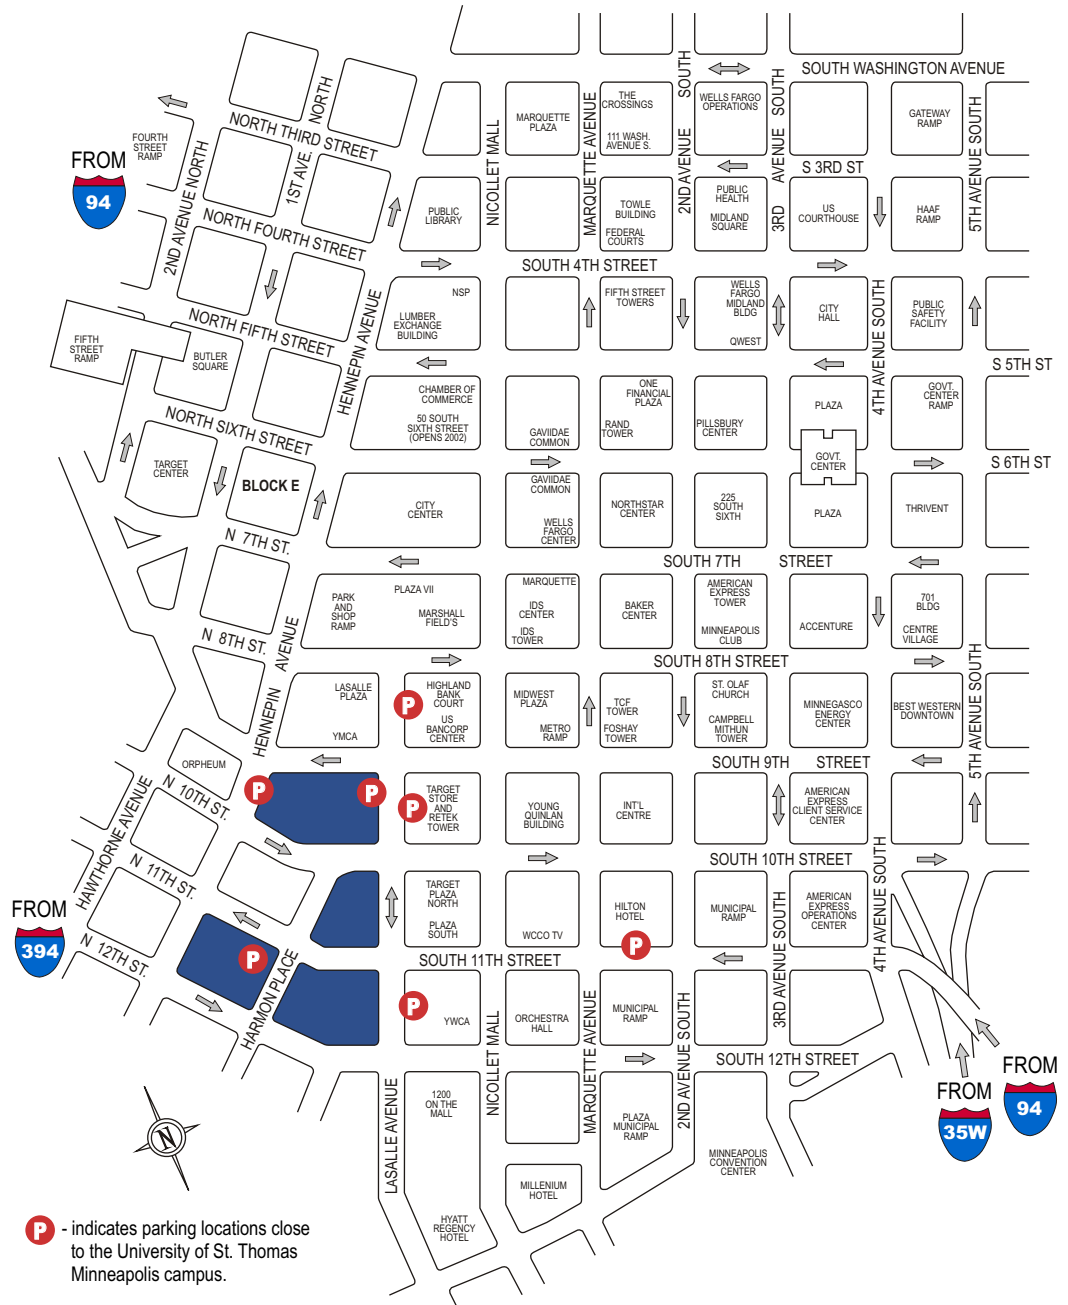 SOUTH WASHINGTON AVENUE
NORTH THIRD STREET
1ST AVE. NORTH
FOURTH
STREET
RAMP
FROM
94
2ND AVENUE NORTH
NORTH FOURTH STREET
NORTH FIFTH STREET
HENNEPIN AVENUE
FIFTH
STREET
RAMP
BUTLER
SQUARE
NORTH SIXTH STREET
TARGET
CENTER
BLOCK E
N 7TH ST.
N 8TH ST.
HENNEPIN AVENUE
NICOLLET MALL
MARQUETTE AVENUE
2ND AVENUE SOUTH
3RD AVENUE SOUTH
5TH AVENUE SOUTH
MARQUETTE
PLAZA
THE
CROSSINGS
111 WASH.
AVENUE S.
WELLS FARGO
OPERATIONS
GATEWAY
RAMP
S 3RD ST
PUBLIC
LIBRARY
TOWLE
BUILDING
FEDERAL
COURTS
PUBLIC
HEALTH
MIDLAND
SQUARE
US
COURTHOUSE
HAAF
RAMP
SOUTH 4TH STREET
NSP
LUMBER
EXCHANGE
BUILDING
FIFTH STREET
TOWERS
WELLS
FARGO
MIDLAND
BLDG
QWEST
CITY
HALL
4TH AVENUE SOUTH
PUBLIC
SAFETY
FACILITY
S 5TH ST
CHAMBER OF
COMMERCE
50 SOUTH
SIXTH STREET
(OPENS 2002)
GAVIIDAE
COMMON
ONE
FINANCIAL
PLAZA
RAND
TOWER
PILLSBURY
CENTER
PLAZA
GOVT.
CENTER
RAMP
GOVT.
CENTER
S 6TH ST
CITY
CENTER
GAVIIDAE
COMMON
WELLS
FARGO
CENTER
NORTHSTAR
CENTER
225
SOUTH
SIXTH
PLAZA
THRIVENT
SOUTH 7TH STREET
PARK
AND
SHOP
RAMP
PLAZA VII
MARSHALL
FIELD'S
MARQUETTE
IDS
CENTER
IDS
TOWER
BAKER
CENTER
AMERICAN
EXPRESS
TOWER
MINNEAPOLIS
CLUB
ACCENTURE
701
BLDG
CENTRE
VILLAGE
SOUTH 8TH STREET
5TH AVENUE SOUTH
LASALLE
PLAZA
YMCA
P
HIGHLAND
BANK
COURT
US
BANCORP
CENTER
MIDWEST
PLAZA
METRO
RAMP
TCF
TOWER
FOSHAY
TOWER
ST. OLAF
CHURCH
CAMPBELL
MITHUN
TOWER
MINNEGASCO
ENERGY
CENTER
BEST WESTERN
DOWNTOWN
SOUTH 9TH STREET
ORPHEUM
N 10TH ST.
HAWTHORNE AVENUE
P
P
P
TARGET
STORE
AND
RETEK
TOWER
YOUNG
QUINLAN
BUILDING
INT'L
CENTRE
AMERICAN
EXPRESS
CLIENT SERVICE
CENTER
N 11TH ST.
SOUTH 10TH STREET
TARGET
PLAZA
NORTH
PLAZA
SOUTH
WCCO TV
HILTON
HOTEL
P
MUNICIPAL
RAMP
3RD AVENUE SOUTH
AMERICAN
EXPRESS
OPERATIONS
CENTER
4TH AVENUE SOUTH
FROM
394
N 12TH ST.
P
HARMON PLACE
SOUTH 11TH STREET
P
YWCA
NICOLLET MALL
ORCHESTRA
HALL
MARQUETTE AVENUE
MUNICIPAL
RAMP
2ND AVENUE SOUTH
SOUTH 12TH STREET
FROM
94
FROM
35W
LASALLE AVENUE
1200
ON THE
MALL
PLAZA
MUNICIPAL
RAMP
MINNEAPOLIS
CONVENTION
CENTER
MILLENIUM
HOTEL
HYATT
REGENCY
HOTEL
N
P - indicates parking locations close
to the University of St. Thomas
Minneapolis campus.